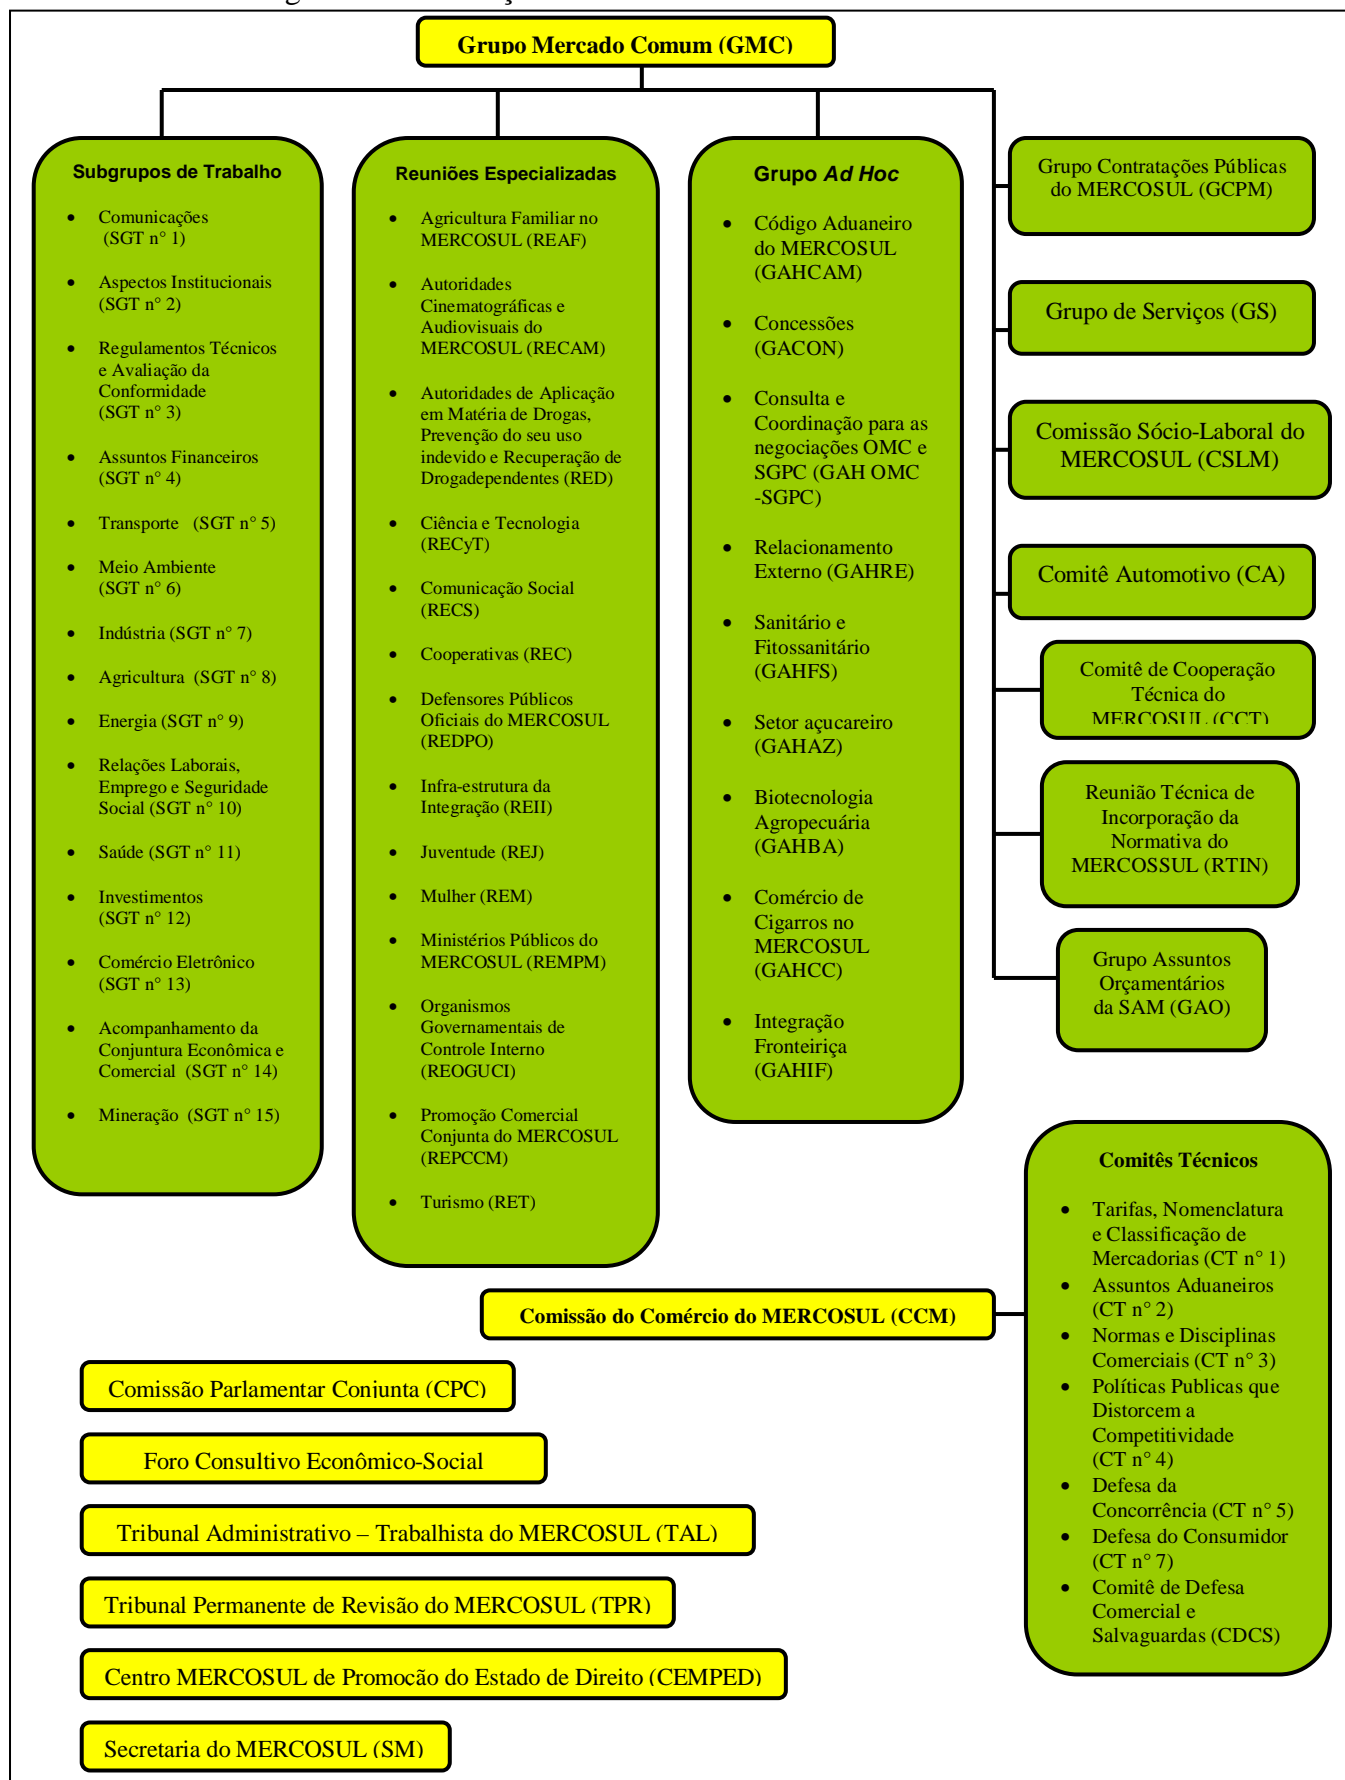 Grupo Mercado Comum (GMC)
Subgrupos de Trabalho
• Comunicações
(SGT n° 1)
• Aspectos Institucionais
(SGT n° 2)
• Regulamentos Técnicos
e Avaliação da
Conformidade
(SGT n° 3)
• Assuntos Financeiros
(SGT n° 4)
• Transporte (SGT n° 5)
• Meio Ambiente
(SGT n° 6)
• Indústria (SGT n° 7)
• Agricultura (SGT n° 8)
• Energia (SGT n° 9)
• Relações Laborais,
Emprego e Seguridade
Social (SGT n° 10)
• Saúde (SGT n° 11)
• Investimentos
(SGT n° 12)
• Comércio Eletrônico
(SGT n° 13)
• Acompanhamento da
Conjuntura Econômica e
Comercial (SGT n° 14)
• Mineração (SGT n° 15)
Reuniões Especializadas
• Agricultura Familiar no
MERCOSUL (REAF)
• Autoridades
Cinematográficas e
Audiovisuais do
MERCOSUL (RECAM)
• Autoridades de Aplicação
em Matéria de Drogas,
Prevenção do seu uso
indevido e Recuperação de
Drogadependentes (RED)
• Ciência e Tecnologia
(RECyT)
• Comunicação Social
(RECS)
• Cooperativas (REC)
• Defensores Públicos
Oficiais do MERCOSUL
(REDPO)
• Infra-estrutura da
Integração (REII)
• Juventude (REJ)
• Mulher (REM)
• Ministérios Públicos do
MERCOSUL (REMPM)
• Organismos
Governamentais de
Controle Interno
(REOGUCI)
• Promoção Comercial
Conjunta do MERCOSUL
(REPCCM)
• Turismo (RET)
Grupo Ad Hoc
• Código Aduaneiro
do MERCOSUL
(GAHCAM)
• Concessões
(GACON)
• Consulta e
Coordinação para as
negociações OMC e
SGPC (GAH OMC
-SGPC)
• Relacionamento
Externo (GAHRE)
• Sanitário e
Fitossanitário
(GAHFS)
• Setor açucareiro
(GAHAZ)
• Biotecnologia
Agropecuária
(GAHBA)
• Comércio de
Cigarros no
MERCOSUL
(GAHCC)
• Integração
Fronteiriça
(GAHIF)
Grupo Contratações Públicas
do MERCOSUL (GCPM)
Grupo de Serviços (GS)
Comissão Sócio-Laboral do
MERCOSUL (CSLM)
Comitê Automotivo (CA)
Comitê de Cooperação
Técnica do
MERCOSUL (CCT)
Reunião Técnica de
Incorporação da
Normativa do
MERCOSSUL (RTIN)
Grupo Assuntos
Orçamentários
da SAM (GAO)
Comitês Técnicos
• Tarifas, Nomenclatura
e Classificação de
Mercadorias (CT n° 1)
• Assuntos Aduaneiros
(CT n° 2)
• Normas e Disciplinas
Comerciais (CT n° 3)
• Políticas Publicas que
Distorcem a
Competitividade
(CT n° 4)
• Defesa da
Concorrência (CT n° 5)
• Defesa do Consumidor
(CT n° 7)
• Comitê de Defesa
Comercial e
Salvaguardas (CDCS)
Comissão do Comércio do MERCOSUL (CCM)
Comissão Parlamentar Conjunta (CPC)
Foro Consultivo Econômico-Social
Tribunal Administrativo – Trabalhista do MERCOSUL (TAL)
Tribunal Permanente de Revisão do MERCOSUL (TPR)
Centro MERCOSUL de Promoção do Estado de Direito (CEMPED)
Secretaria do MERCOSUL (SM)